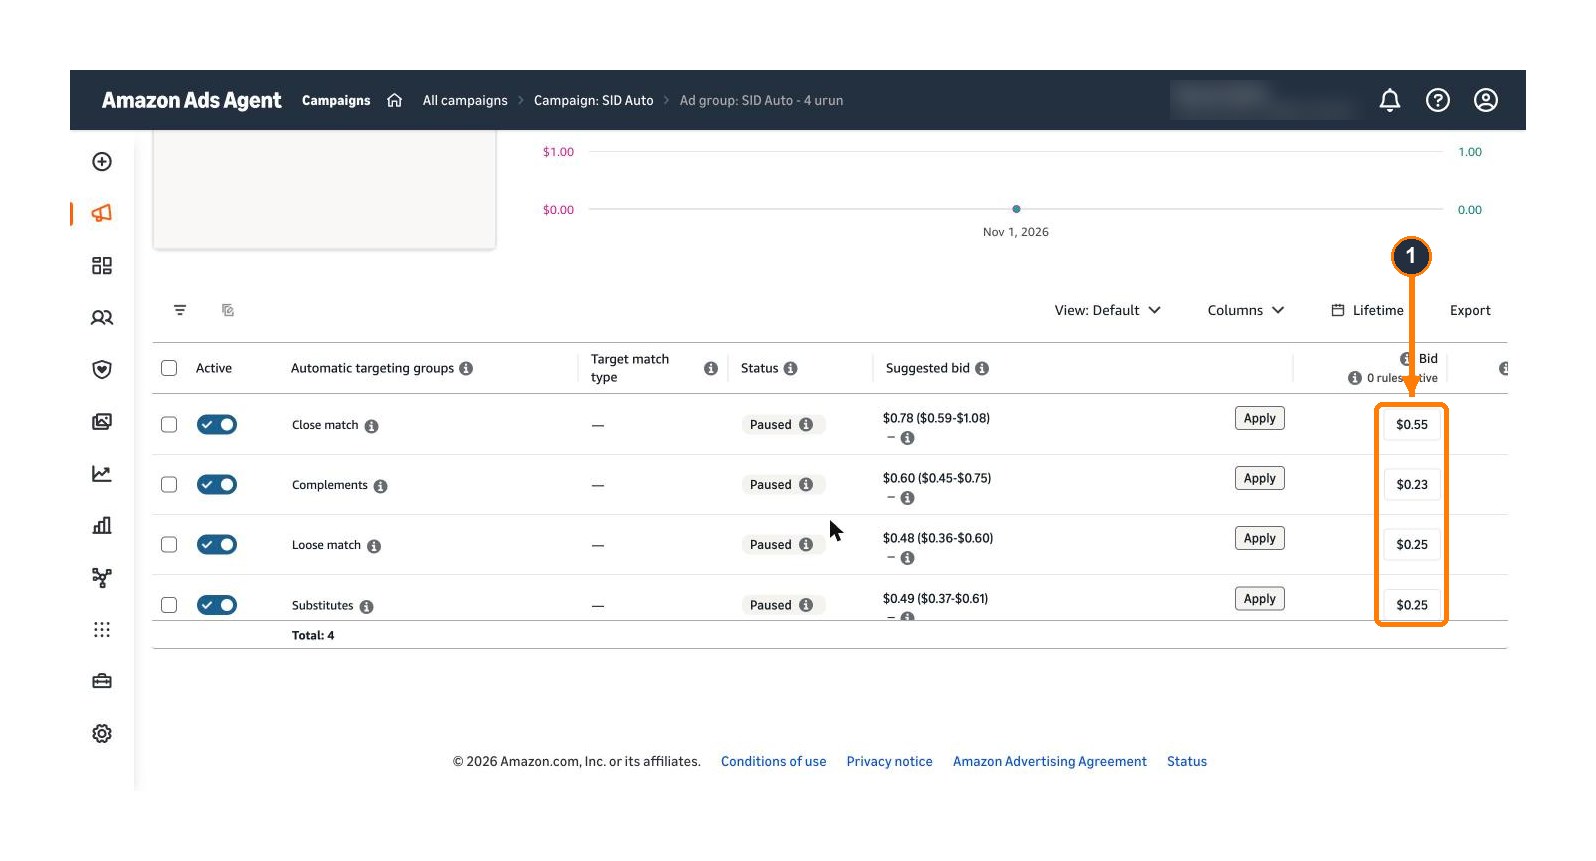 Amazon Ads Agent Campaigns All campaigns > Campaign: SID Auto > Ad group: SID Auto - 4 urun
$1.00 1.00
$0.00 0.00
Nov 1, 2026
1
View: Default Columns Lifetime Export
Active Automatic targeting groups Target match type Status Suggested bid Bid
0 rules
Close match — Paused $0.78 ($0.59-$1.08) Apply $0.55
–
Complements — Paused $0.60 ($0.45-$0.75) Apply $0.23
–
Loose match — Paused $0.48 ($0.36-$0.60) Apply $0.25
–
Substitutes — Paused $0.49 ($0.37-$0.61) Apply $0.25
–
Total: 4
© 2026 Amazon.com, Inc. or its affiliates. Conditions of use Privacy notice Amazon Advertising Agreement Status